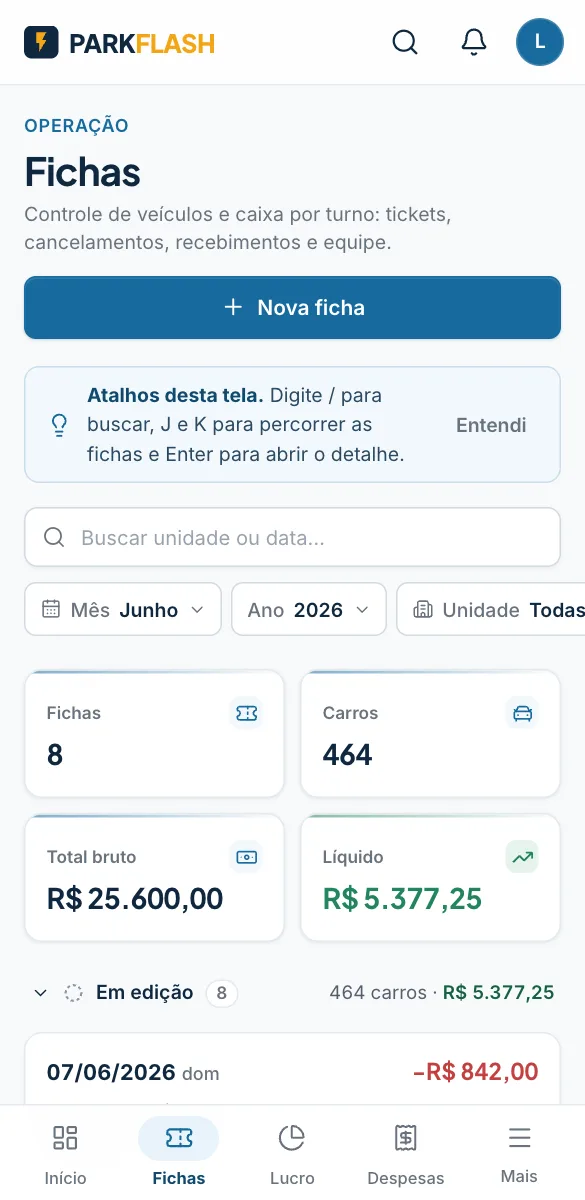 PARKFLASH
L
OPERAÇÃO
Fichas
Controle de veículos e caixa por turno: tickets,
cancelamentos, recebimentos e equipe.
+ Nova ficha
Atalhos desta tela. Digite / para
buscar, J e K para percorrer as
fichas e Enter para abrir o detalhe.
Entendi
Buscar unidade ou data...
Mês Junho
Ano 2026
Unidade Todas
Fichas
8
Carros
464
Total bruto
R$ 25.600,00
Líquido
R$ 5.377,25
Em edição 8
464 carros · R$ 5.377,25
07/06/2026 dom
−R$ 842,00
Início
Fichas
Lucro
Despesas
Mais